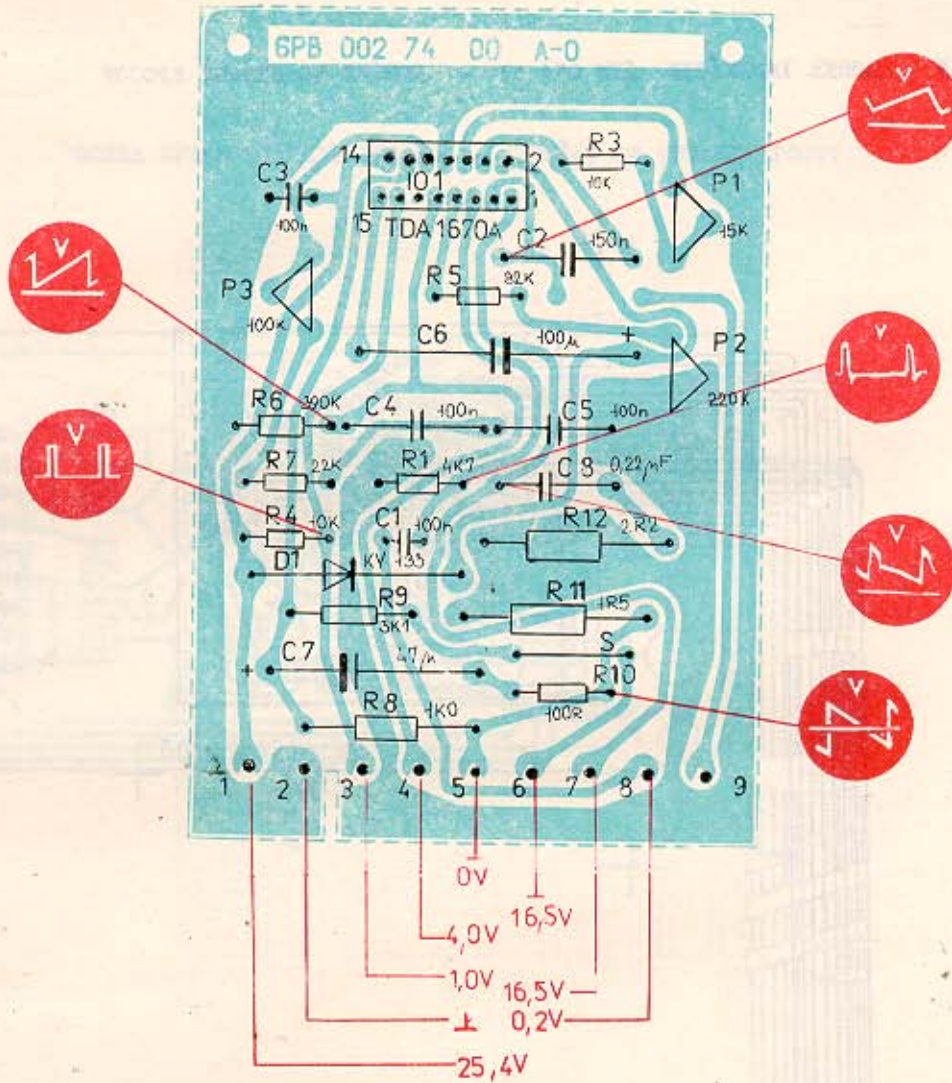 6PB 002 74 00 A-0
V
14
2
R3
10K
C3
100n
IO1
P1
15K
15
1
TDA 1670A
C2
150n
V
P3
100K
R5
22K
C6
100µ
+
P2
220K
V
R6
390K
C4
100n
C5
100n
V
R7
22K
R1
4K7
C8
0,22µF
R4
10K
C1
100n
R12
2R2
D1
KY
133
V
R9
3K1
R11
1R5
C7
+
47µ
S
R10
100R
V
R8
1K0
1
2
3
4
5
6
7
8
9
0V
16,5V
4,0V
1,0V
16,5V
0,2V
25,4V